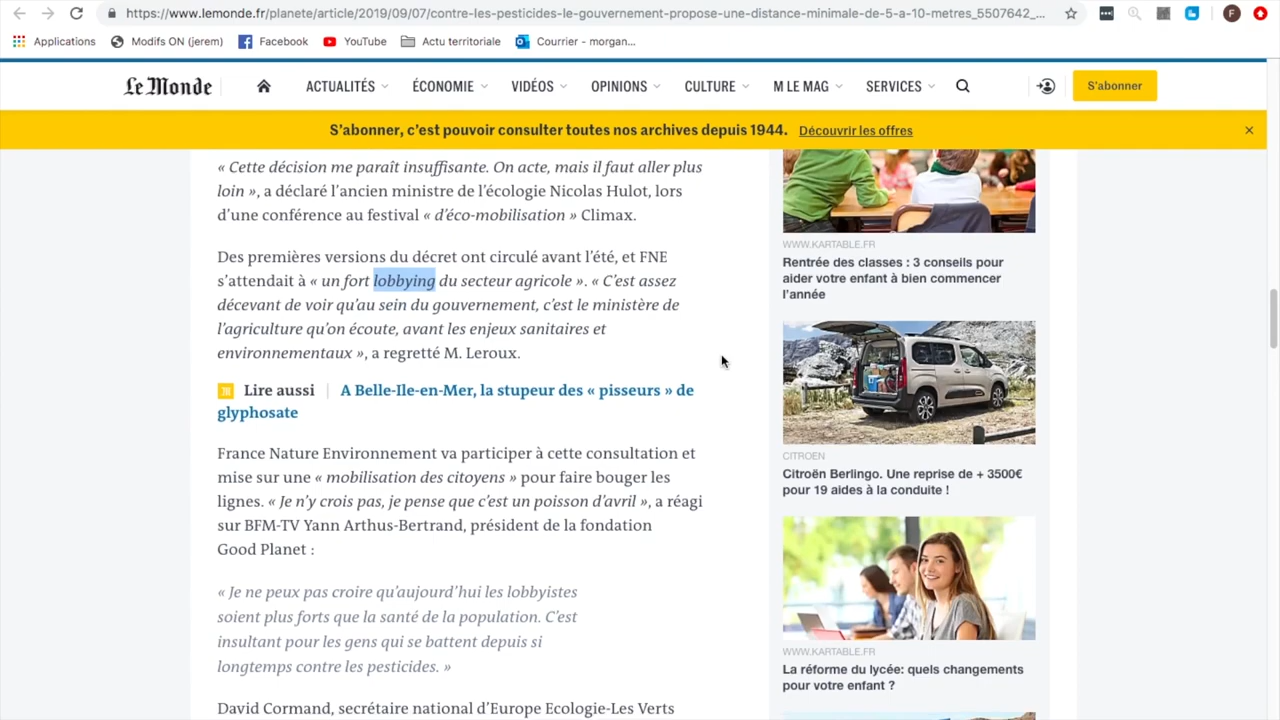 https://www.lemonde.fr/planete/article/2019/09/07/contre-les-pesticides-le-gouvernement-propose-une-distance-minimale-de-5-a-10-metres_5507642_...
F
Applications
Modifs ON (jerem)
Facebook
YouTube
Actu territoriale
Courrier - morgan...
Le Monde
ACTUALITÉS
ÉCONOMIE
VIDÉOS
OPINIONS
CULTURE
M LE MAG
SERVICES
S'abonner
S'abonner, c'est pouvoir consulter toutes nos archives depuis 1944. Découvrir les offres
« Cette décision me paraît insuffisante. On acte, mais il faut aller plus
loin », a déclaré l'ancien ministre de l'écologie Nicolas Hulot, lors
d'une conférence au festival « d'éco-mobilisation » Climax.
Des premières versions du décret ont circulé avant l'été, et FNE
s'attendait à « un fort lobbying du secteur agricole ». « C'est assez
décevant de voir qu'au sein du gouvernement, c'est le ministère de
l'agriculture qu'on écoute, avant les enjeux sanitaires et
environnementaux », a regretté M. Leroux.
Lire aussi | A Belle-Ile-en-Mer, la stupeur des « pisseurs » de
glyphosate
France Nature Environnement va participer à cette consultation et
mise sur une « mobilisation des citoyens » pour faire bouger les
lignes. « Je n'y crois pas, je pense que c'est un poisson d'avril », a réagi
sur BFM-TV Yann Arthus-Bertrand, président de la fondation
Good Planet :
« Je ne peux pas croire qu'aujourd'hui les lobbyistes
soient plus forts que la santé de la population. C'est
insultant pour les gens qui se battent depuis si
longtemps contre les pesticides. »
David Cormand, secrétaire national d'Europe Ecologie-Les Verts
WWW.KARTABLE.FR
Rentrée des classes : 3 conseils pour
aider votre enfant à bien commencer
l'année
CITROEN
Citroën Berlingo. Une reprise de + 3500€
pour 19 aides à la conduite !
WWW.KARTABLE.FR
La réforme du lycée: quels changements
pour votre enfant ?